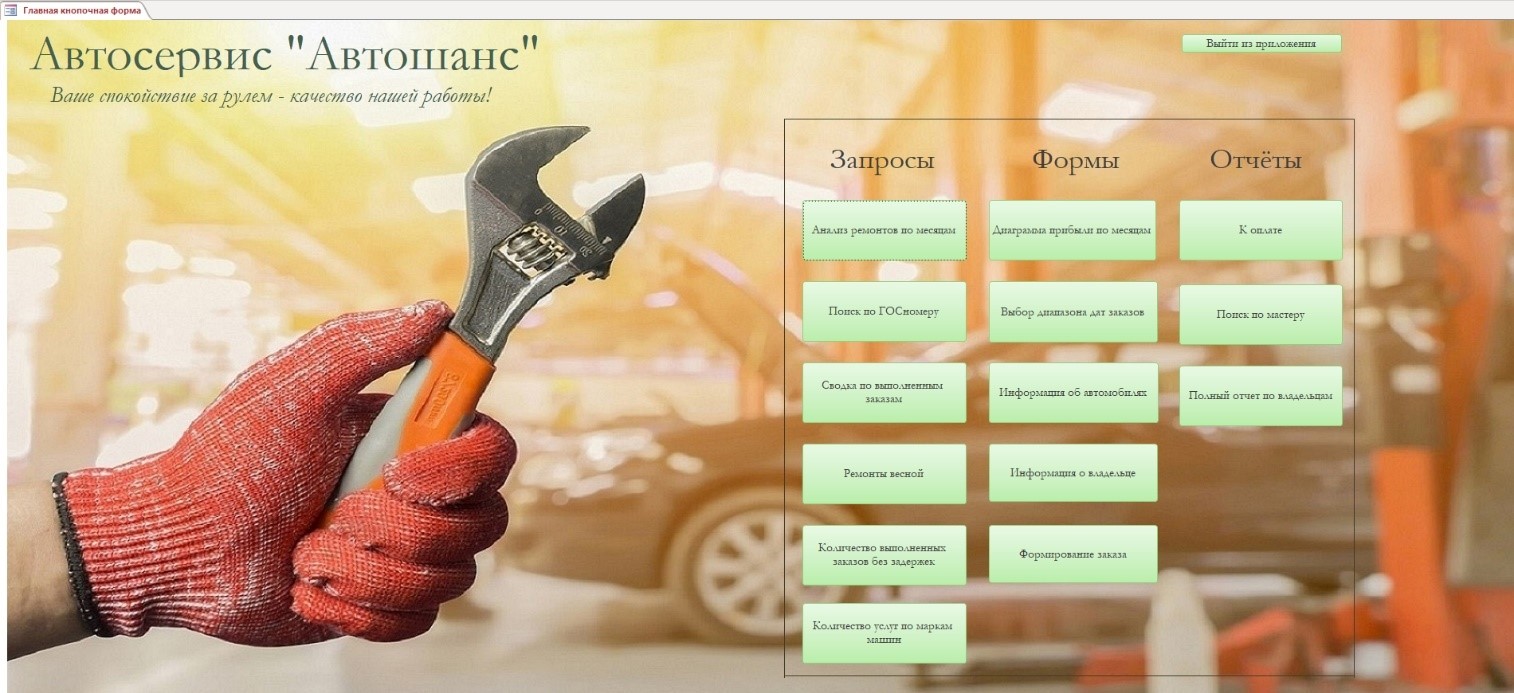 Главная кнопочная форма
Автосервис "Автошанс"
Ваше спокойствие за рулем - качество нашей работы!
Выйти из приложения
Запросы
Формы
Отчёты
Анализ ремонтов по месяцам
Диаграмма прибыли по месяцам
К оплате
Поиск по ГОСномеру
Выбор диапазона дат заказов
Поиск по мастеру
Сводка по выполненным
заказам
Информация об автомобилях
Полный отчет по владельцам
Ремонты весной
Информация о владельце
Количество выполненных
заказов без задержек
Формирование заказа
Количество услуг по маркам
машин